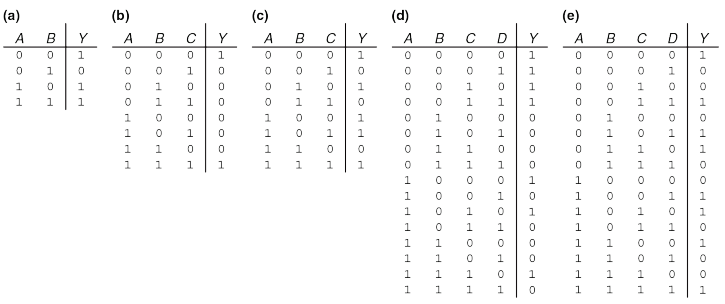 (a) (b) (c) (d) (e)
A B Y A B C Y A B C Y A B C D Y A B C D Y
0 0 1 0 0 0 1 0 0 0 1 0 0 0 0 1 0 0 0 0 1
0 1 0 0 0 1 0 0 0 1 0 0 0 0 1 1 0 0 0 1 0
1 0 1 0 1 0 0 0 1 0 1 0 0 1 0 1 0 0 1 0 0
1 1 1 0 1 1 0 0 1 1 0 0 0 1 1 1 0 0 1 1 1
1 0 0 0 1 0 0 1 0 1 0 0 0 0 1 0 0 0
1 0 1 0 1 0 1 1 0 1 0 1 0 0 1 0 1 1
1 1 0 0 1 1 0 0 0 1 1 0 0 0 1 1 0 1
1 1 1 1 1 1 1 1 0 1 1 1 0 0 1 1 1 0
1 0 0 0 1 1 0 0 0 0
1 0 0 1 0 1 0 0 1 1
1 0 1 0 1 1 0 1 0 1
1 0 1 1 0 1 0 1 1 0
1 1 0 0 0 1 1 0 0 1
1 1 0 1 0 1 1 0 1 0
1 1 1 0 1 1 1 1 0 0
1 1 1 1 0 1 1 1 1 1